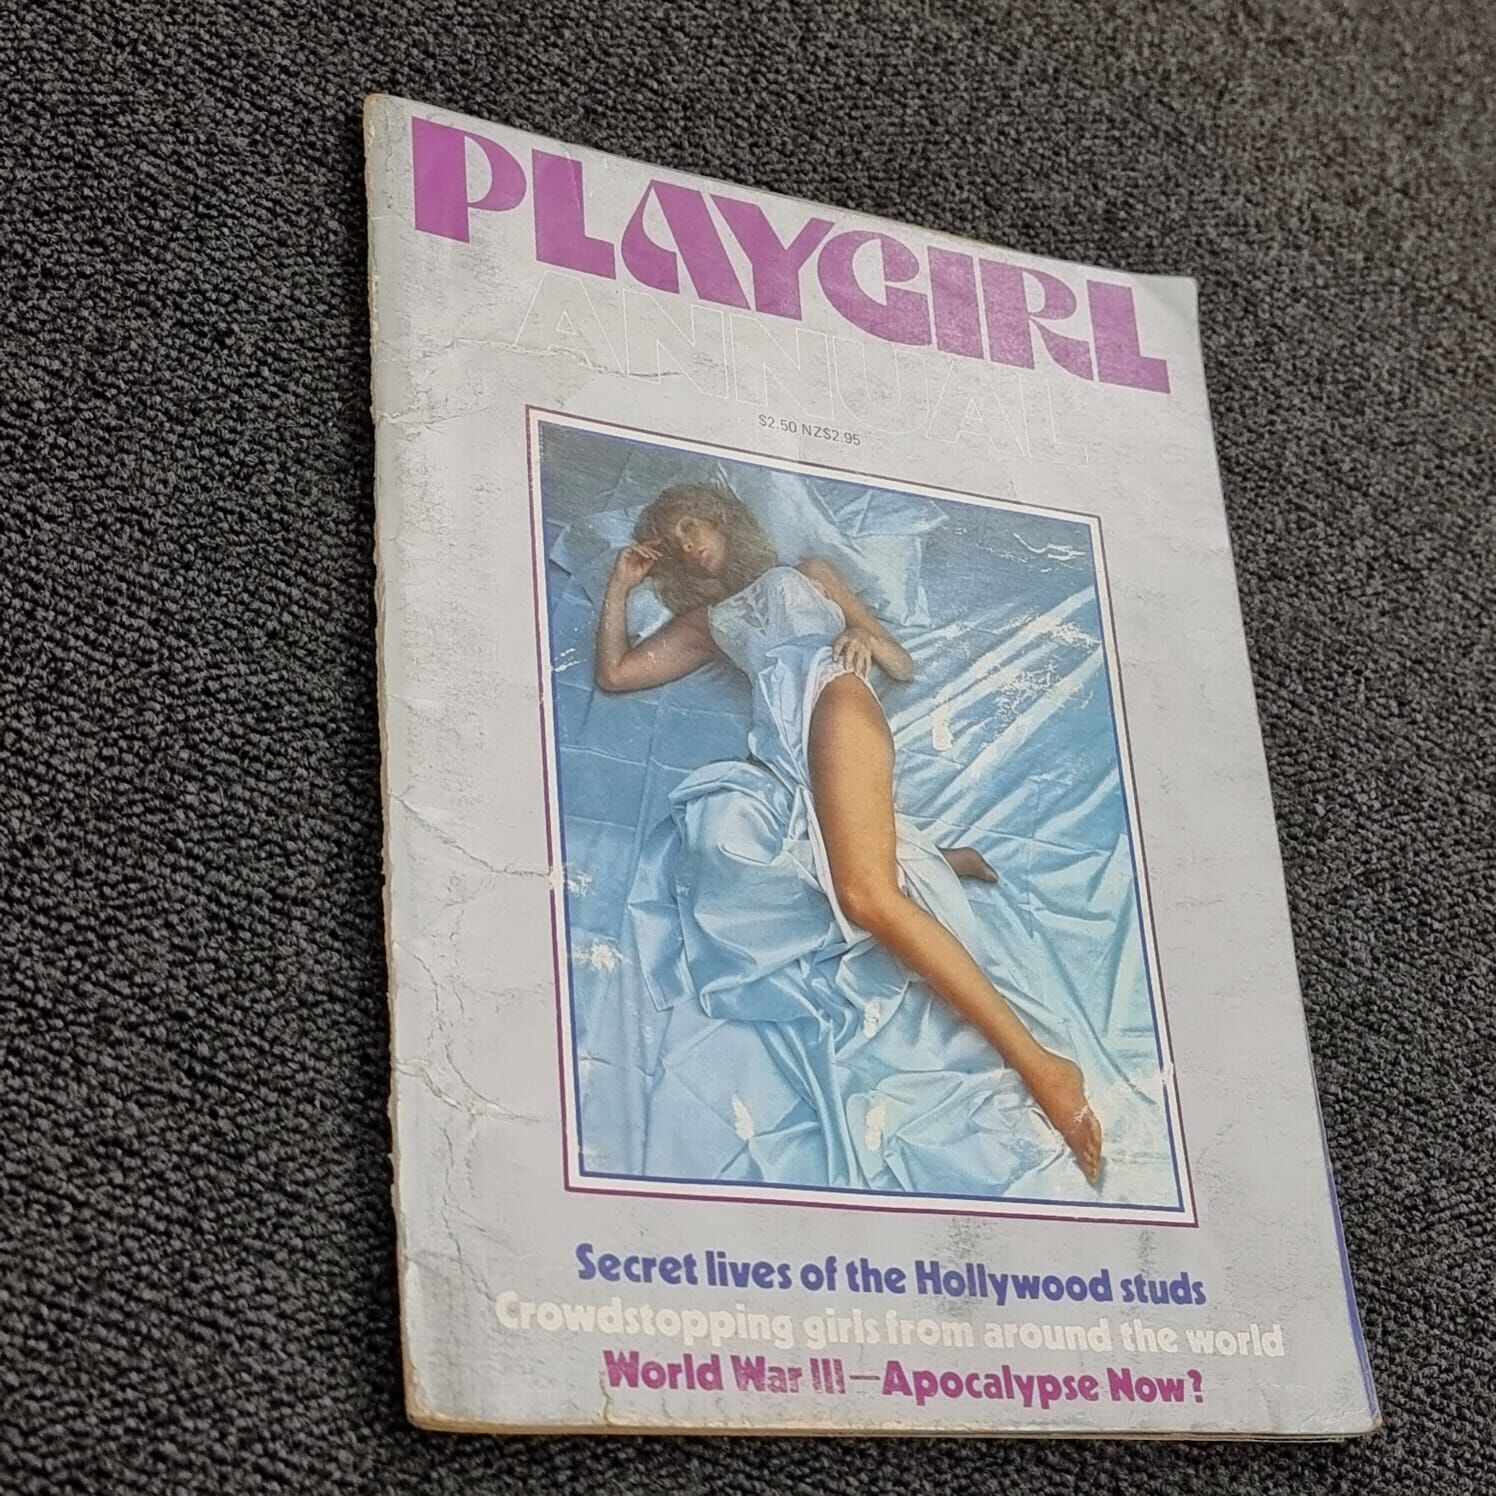 PLAYGIRL
ANNUAL
$2.50 NZ$2.95
Secret lives of the Hollywood studs
Crowdstopping girls from around the world
World War III—Apocalypse Now?